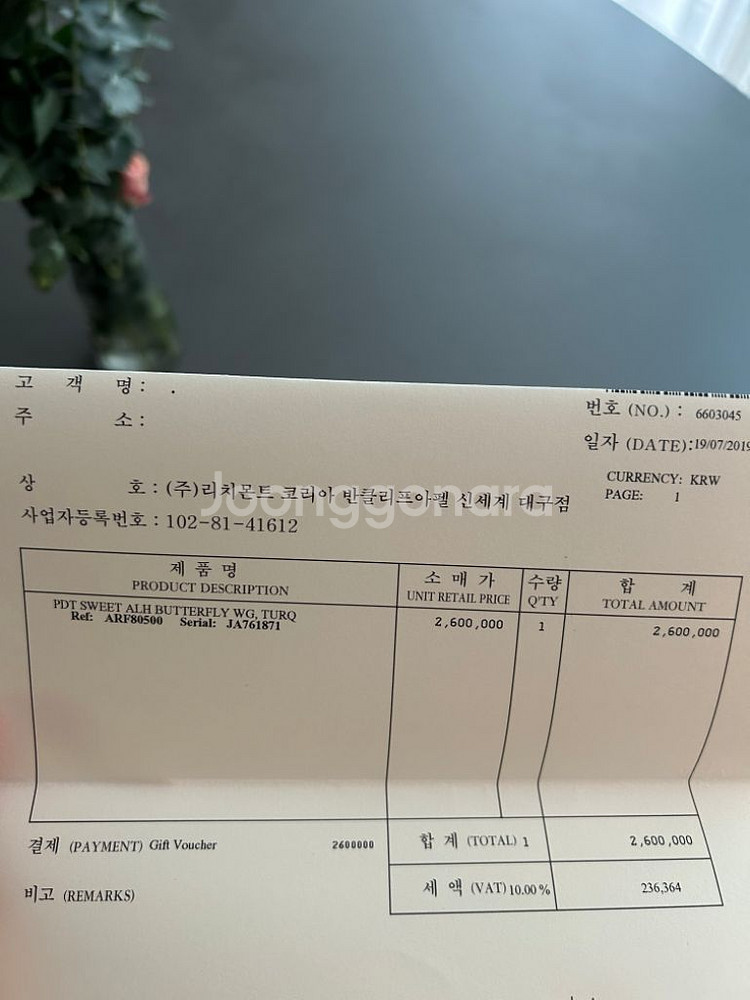 고 객 명 : .
주 소 :
번호 (NO.) : 6603045
일자 (DATE):19/07/2019
상 호 : (주)리치몬트 코리아 반클리프아펠 신세계 대구점
CURRENCY: KRW
사업자등록번호 : 102-81-41612
PAGE: 1
Joonggonara
제 품 명 소 매 가 수량 합 계
PRODUCT DESCRIPTION UNIT RETAIL PRICE Q'TY TOTAL AMOUNT
PDT SWEET ALH BUTTERFLY WG, TURQ 2,600,000 1 2,600,000
Ref: ARF80500 Serial: JA761871
결제 (PAYMENT) Gift Voucher 2600000 합 계 (TOTAL) 1 2,600,000
비고 (REMARKS) 세 액 (VAT) 10.00 % 236,364